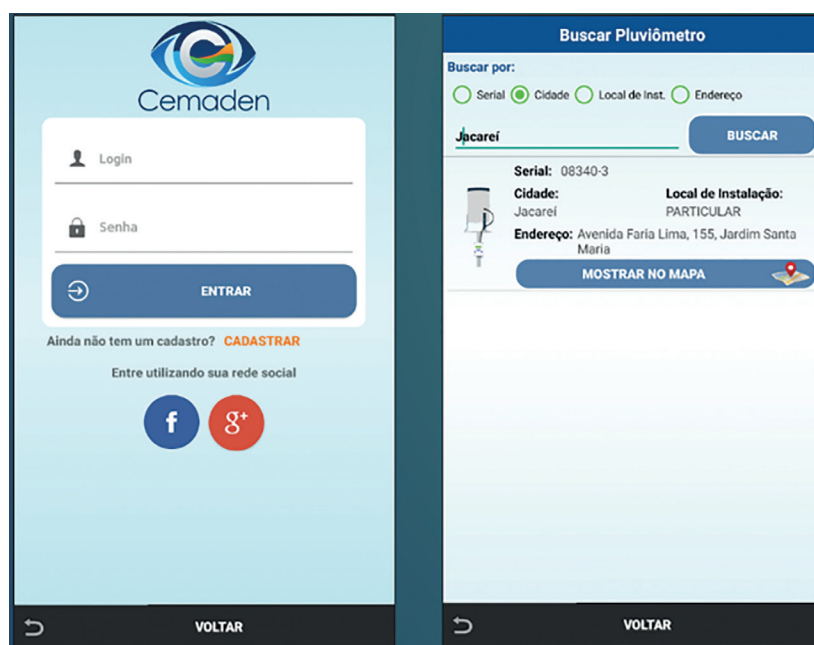 Cemaden
Login
Senha
ENTRAR
Ainda não tem um cadastro? CADASTRAR
Entre utilizando sua rede social
f g+
VOLTAR
Buscar Pluviômetro
Buscar por:
Serial Cidade Local de Inst. Endereço
Jacareí BUSCAR
Serial: 08340-3
Cidade: Local de Instalação:
Jacareí PARTICULAR
Endereço: Avenida Faria Lima, 155, Jardim Santa
Maria
MOSTRAR NO MAPA
VOLTAR